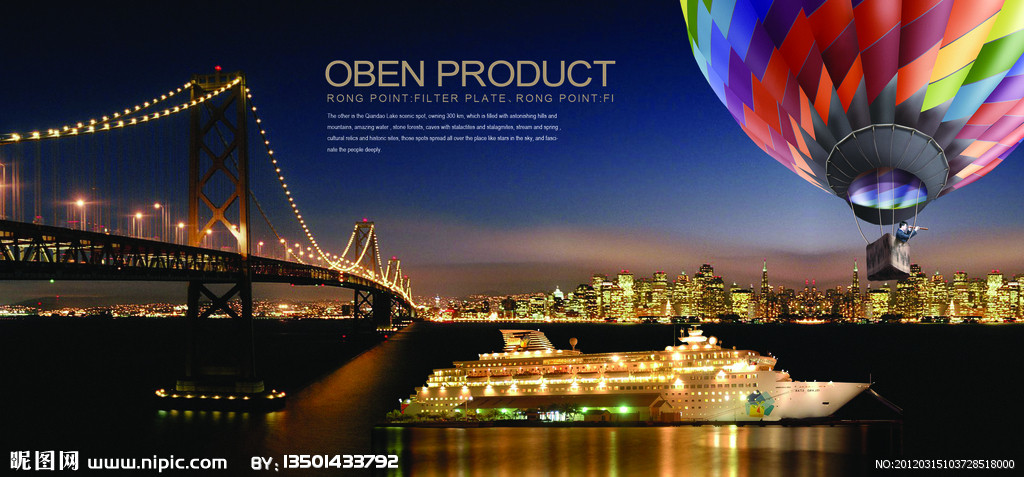 OBEN PRODUCT
RONG POINT:FILTER PLATE、RONG POINT:FI
The other is the Qiandao Lake scenic spot, owning 300 km, which is filled with astonishing hills and
mountains, amazing water , stone forests, caves with stalactites and stalagmites, stream and spring ,
cultural relics and historic sites, those spots spread all over the place like stars in the sky, and fasci-
nate the people deeply.
昵图网 www.nipic.com BY: 13501433792
NO:20120315103728518000